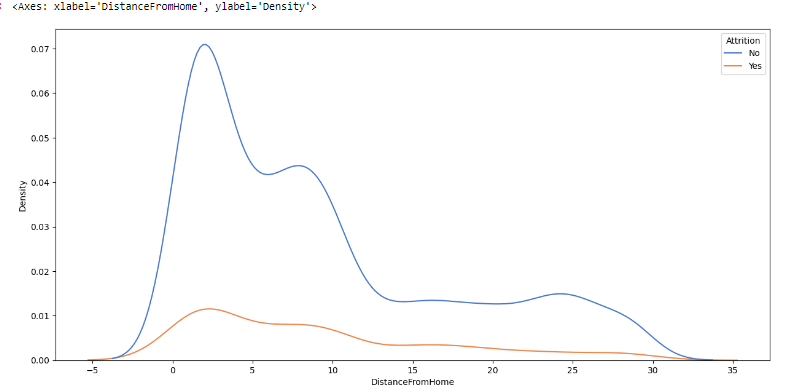 <Axes: xlabel='DistanceFromHome', ylabel='Density'>
Attrition
No
Yes
0.07
0.06
0.05
0.04
0.03
0.02
0.01
0.00
Density
−5
0
5
10
15
20
25
30
35
DistanceFromHome